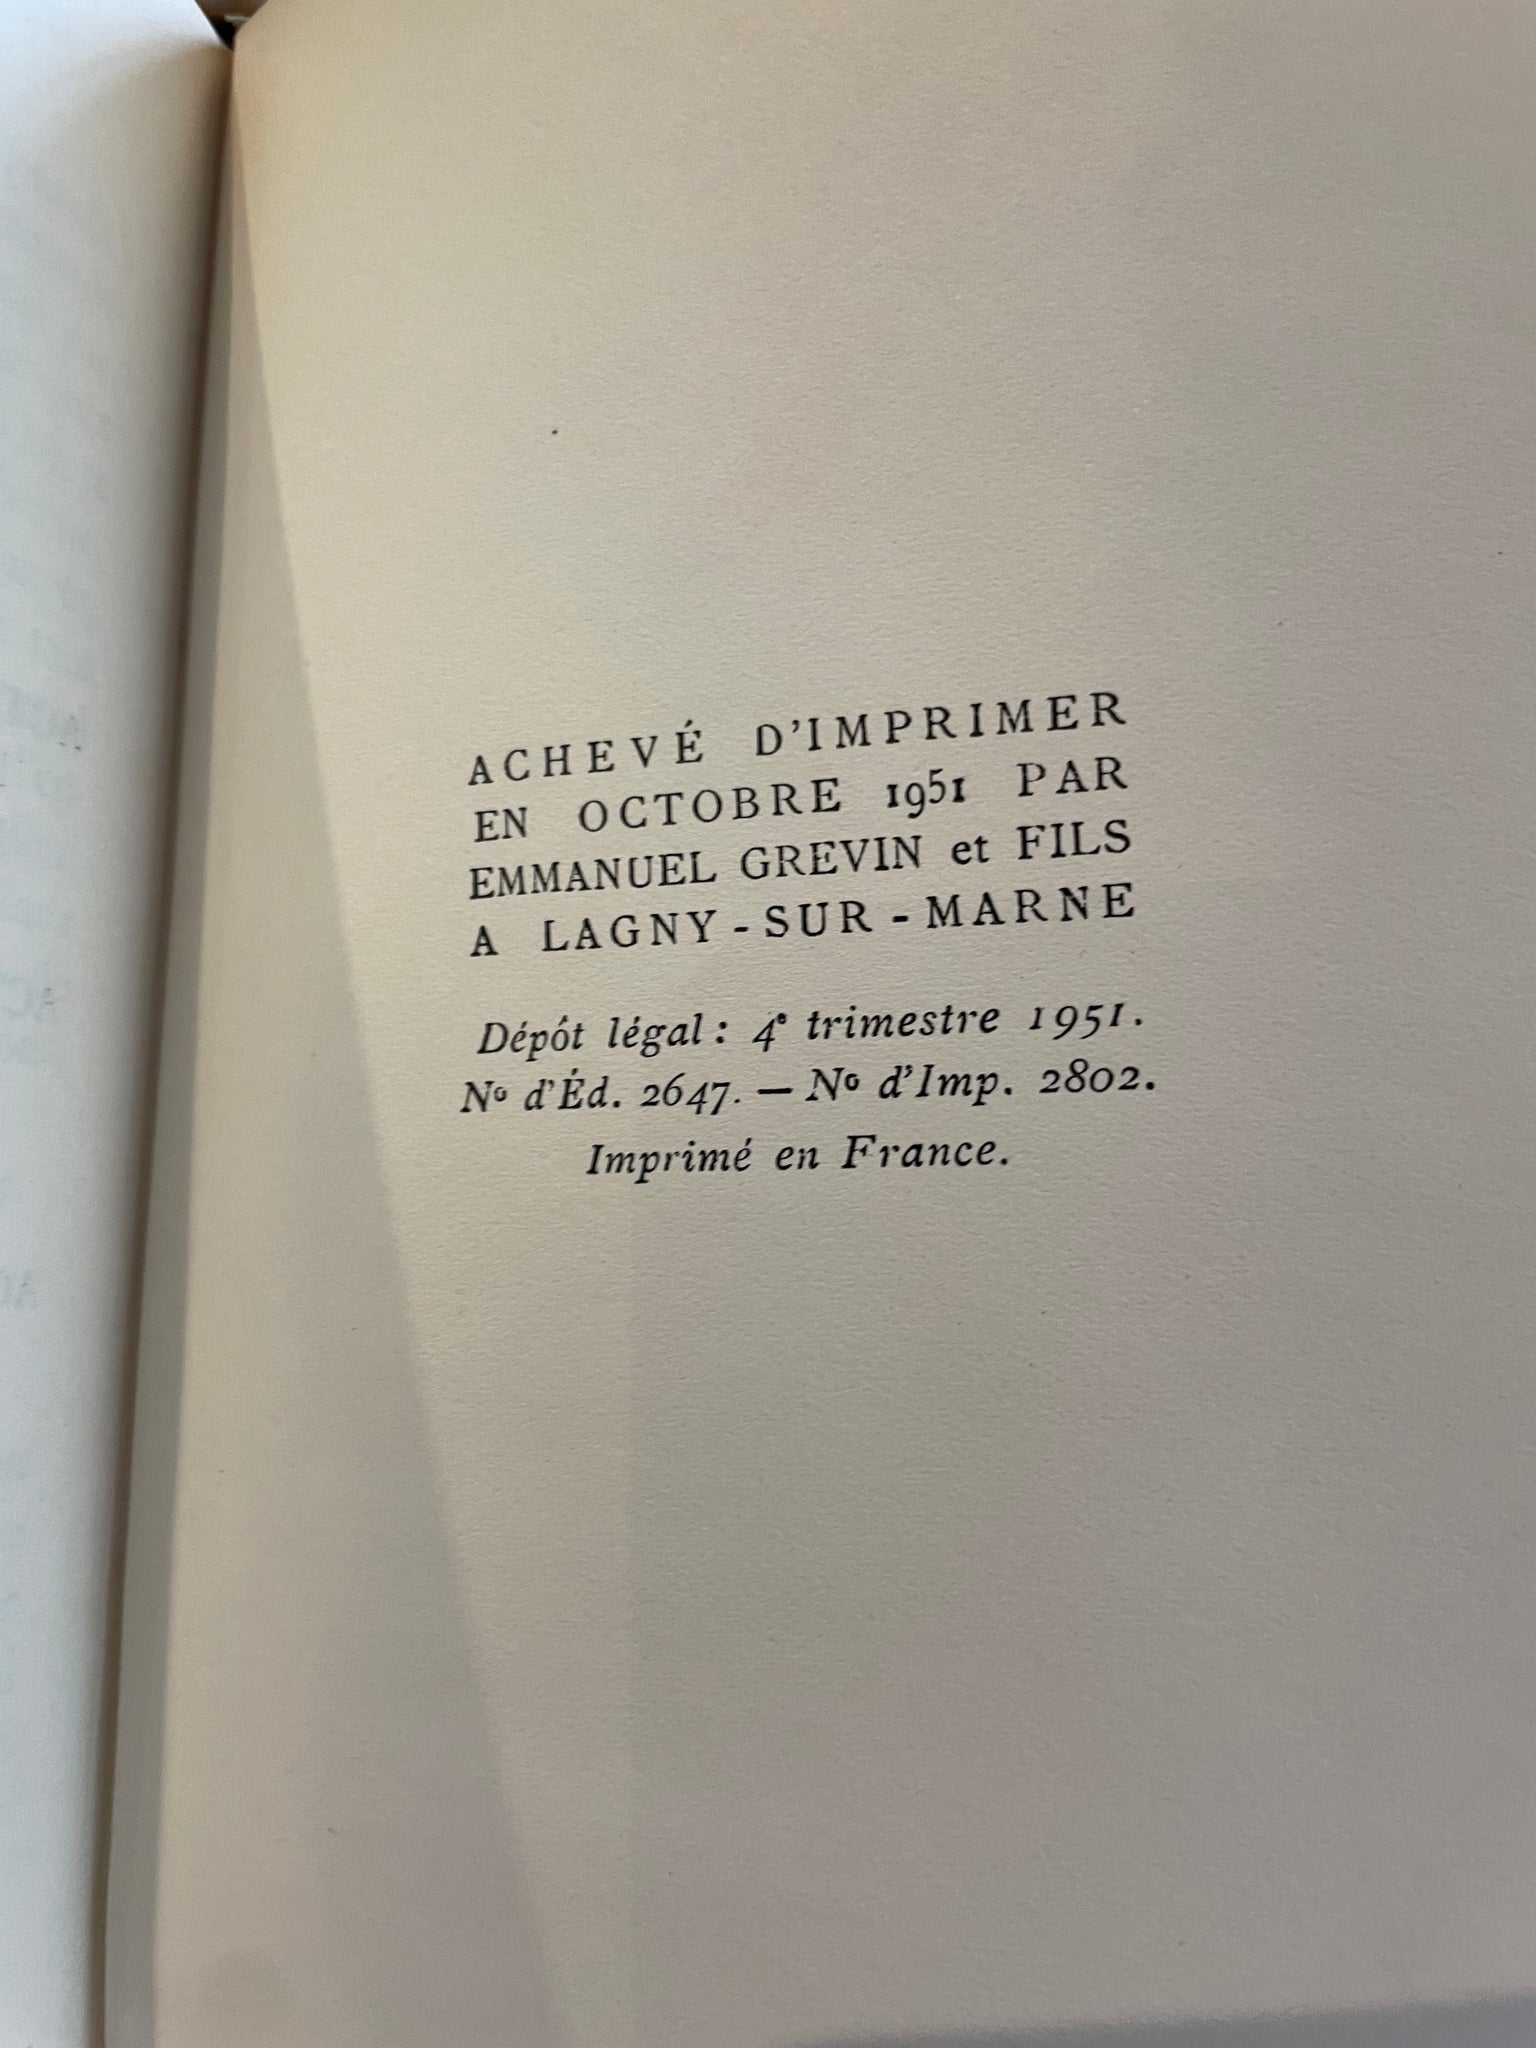 ACHEVÉ D'IMPRIMER
EN OCTOBRE 1951 PAR
EMMANUEL GREVIN et FILS
A LAGNY-SUR-MARNE
Dépôt légal : 4e trimestre 1951.
No d'Éd. 2647. — No d'Imp. 2802.
Imprimé en France.